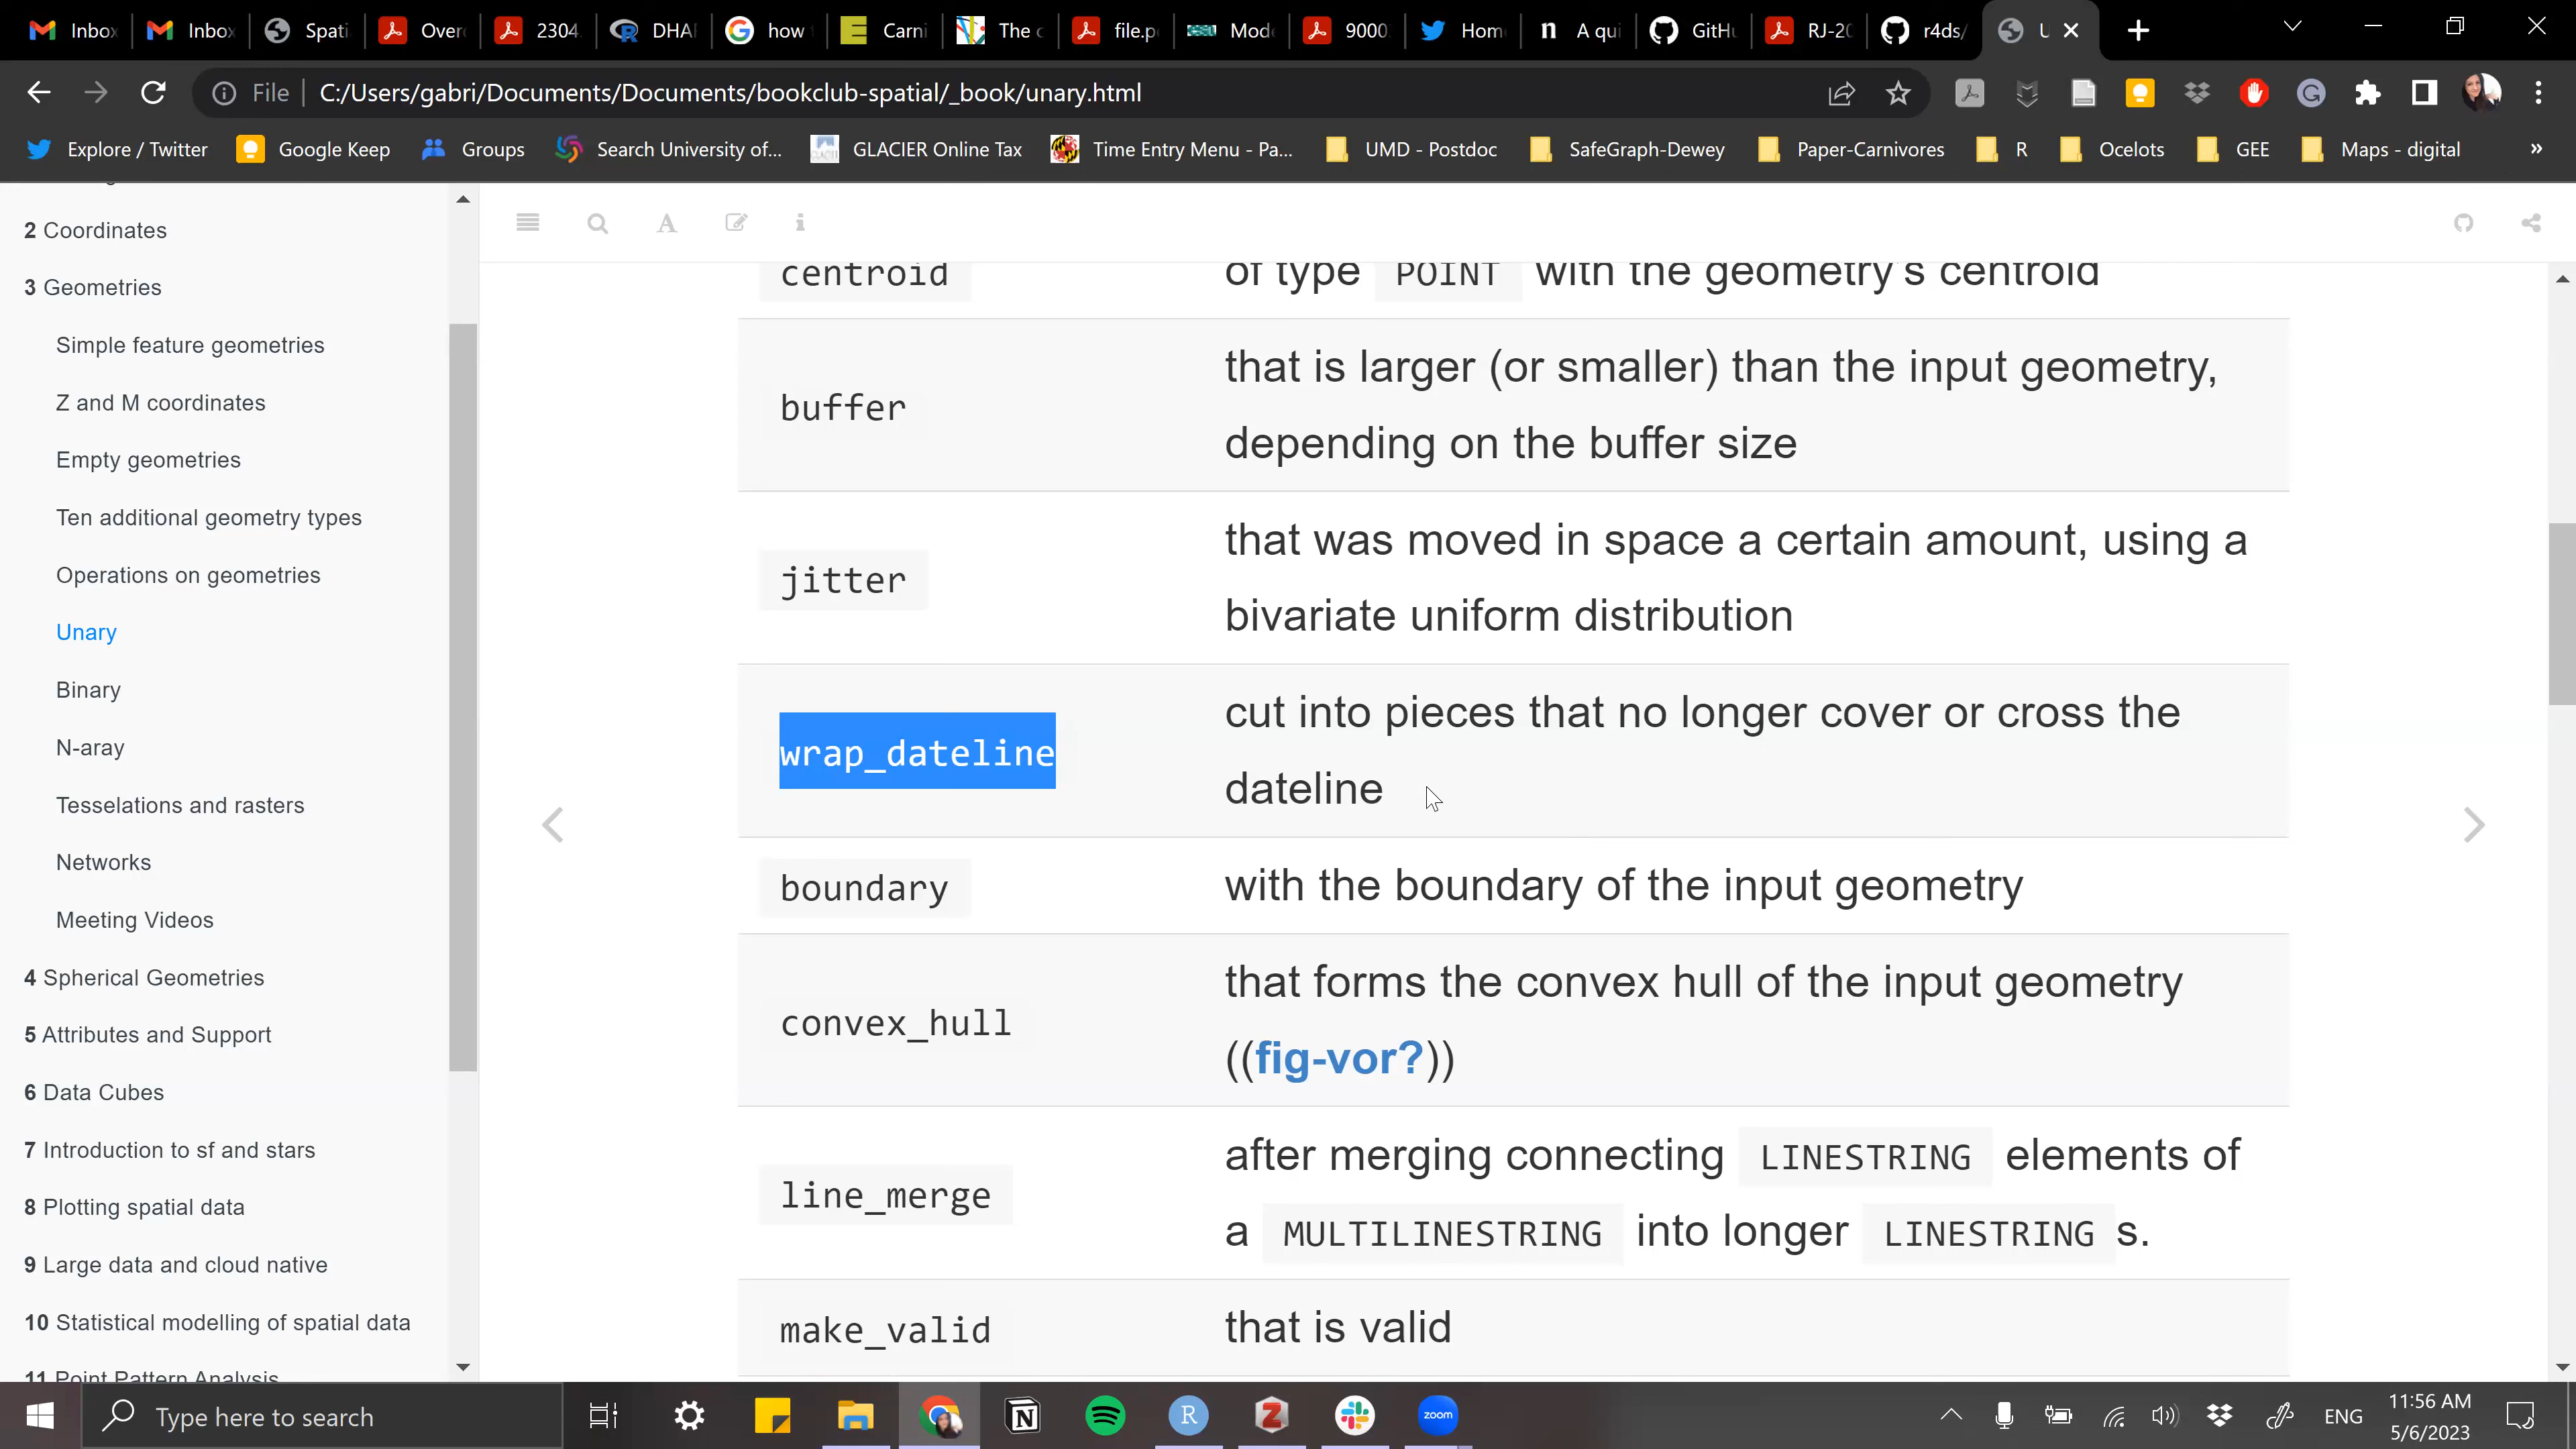 Inbox Inbox Spati Over 2304. DHAR how Carni The c file.p Mode 9000 Hom A qui GitHu RJ-20 r4ds/ U
File C:/Users/gabri/Documents/Documents/bookclub-spatial/_book/unary.html
Explore / Twitter Google Keep Groups Search University of... GLACIER Online Tax Time Entry Menu - Pa... UMD - Postdoc SafeGraph-Dewey Paper-Carnivores R Ocelots GEE Maps - digital »
2 Coordinates
3 Geometries
Simple feature geometries
Z and M coordinates
Empty geometries
Ten additional geometry types
Operations on geometries
Unary
Binary
N-aray
Tesselations and rasters
Networks
Meeting Videos
4 Spherical Geometries
5 Attributes and Support
6 Data Cubes
7 Introduction to sf and stars
8 Plotting spatial data
9 Large data and cloud native
10 Statistical modelling of spatial data
11 Point Pattern Analysis
centroid of type POINT with the geometry's centroid
buffer that is larger (or smaller) than the input geometry,
depending on the buffer size
jitter that was moved in space a certain amount, using a
bivariate uniform distribution
wrap_dateline cut into pieces that no longer cover or cross the
dateline
boundary with the boundary of the input geometry
convex_hull that forms the convex hull of the input geometry
((fig-vor?))
line_merge after merging connecting LINESTRING elements of
a MULTILINESTRING into longer LINESTRING s.
make_valid that is valid
Type here to search
zoom
ENG
11:56 AM
5/6/2023